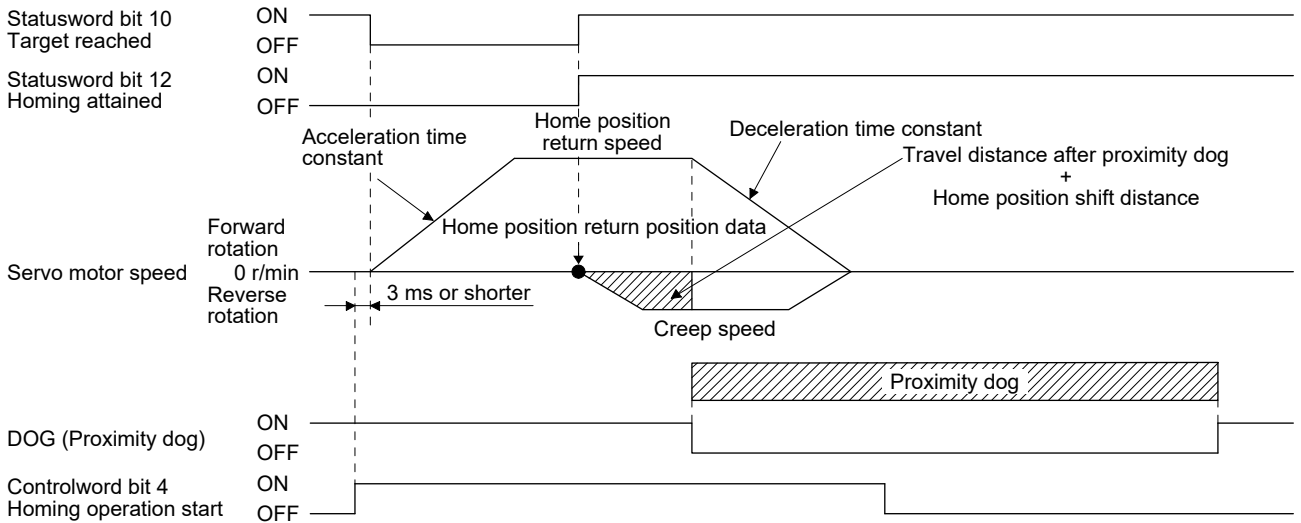 Statusword bit 10
Target reached
ON
OFF
Statusword bit 12
Homing attained
ON
OFF
Acceleration time
constant
Home position
return speed
Deceleration time constant
Travel distance after proximity dog
+
Home position shift distance
Home position return position data
Servo motor speed
Forward
rotation
0 r/min
Reverse
rotation
3 ms or shorter
Creep speed
Proximity dog
DOG (Proximity dog)
ON
OFF
Controlword bit 4
Homing operation start
ON
OFF